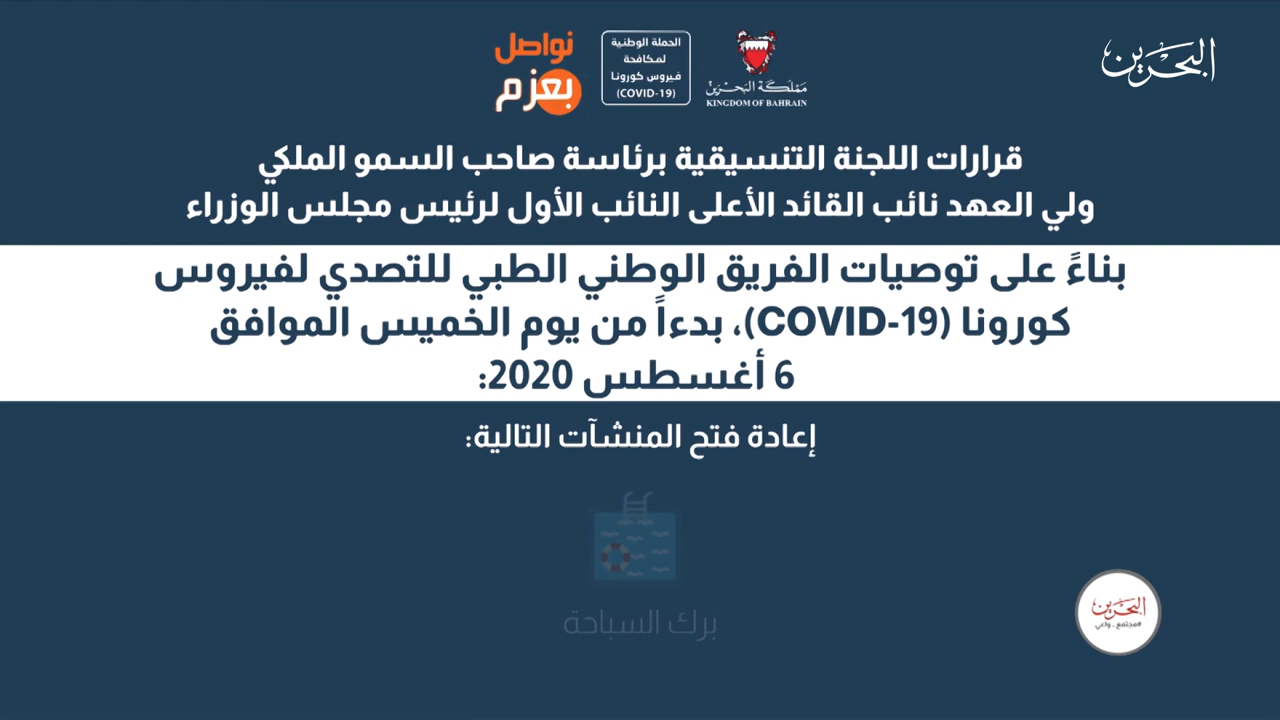 البحرين
مملكة البحرين
KINGDOM OF BAHRAIN
الحملة الوطنية
لمكافحة
فيروس كورونا
(COVID-19)
نواصل
بعزم
قرارات اللجنة التنسيقية برئاسة صاحب السمو الملكي
ولي العهد نائب القائد الأعلى النائب الأول لرئيس مجلس الوزراء
بناءً على توصيات الفريق الوطني الطبي للتصدي لفيروس
كورونا (COVID-19)، بدءاً من يوم الخميس الموافق
6 أغسطس 2020:
إعادة فتح المنشآت التالية:
برك السباحة
البحرين
#مجتمع_واعي